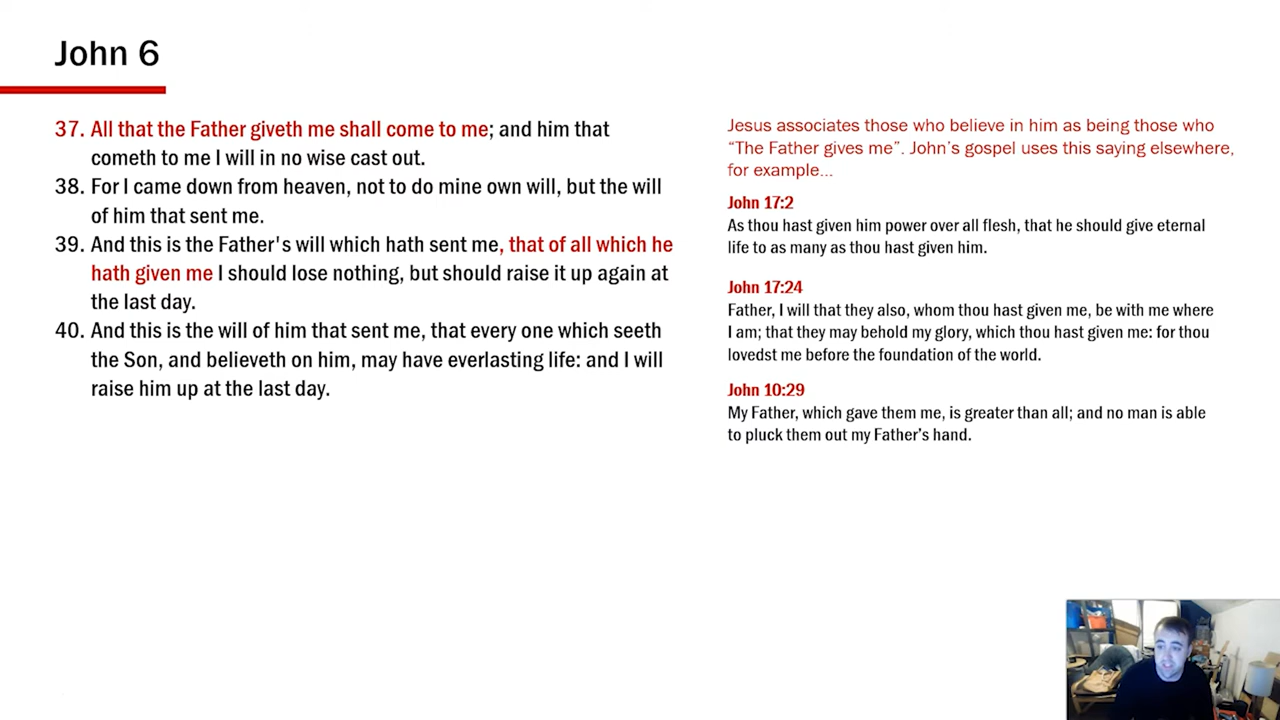 John 6
37. All that the Father giveth me shall come to me; and him that
cometh to me I will in no wise cast out.
38. For I came down from heaven, not to do mine own will, but the will
of him that sent me.
39. And this is the Father's will which hath sent me, that of all which he
hath given me I should lose nothing, but should raise it up again at
the last day.
40. And this is the will of him that sent me, that every one which seeth
the Son, and believeth on him, may have everlasting life: and I will
raise him up at the last day.
Jesus associates those who believe in him as being those who
“The Father gives me”. John’s gospel uses this saying elsewhere,
for example...
John 17:2
As thou hast given him power over all flesh, that he should give eternal
life to as many as thou hast given him.
John 17:24
Father, I will that they also, whom thou hast given me, be with me where
I am; that they may behold my glory, which thou hast given me: for thou
lovedst me before the foundation of the world.
John 10:29
My Father, which gave them me, is greater than all; and no man is able
to pluck them out my Father’s hand.